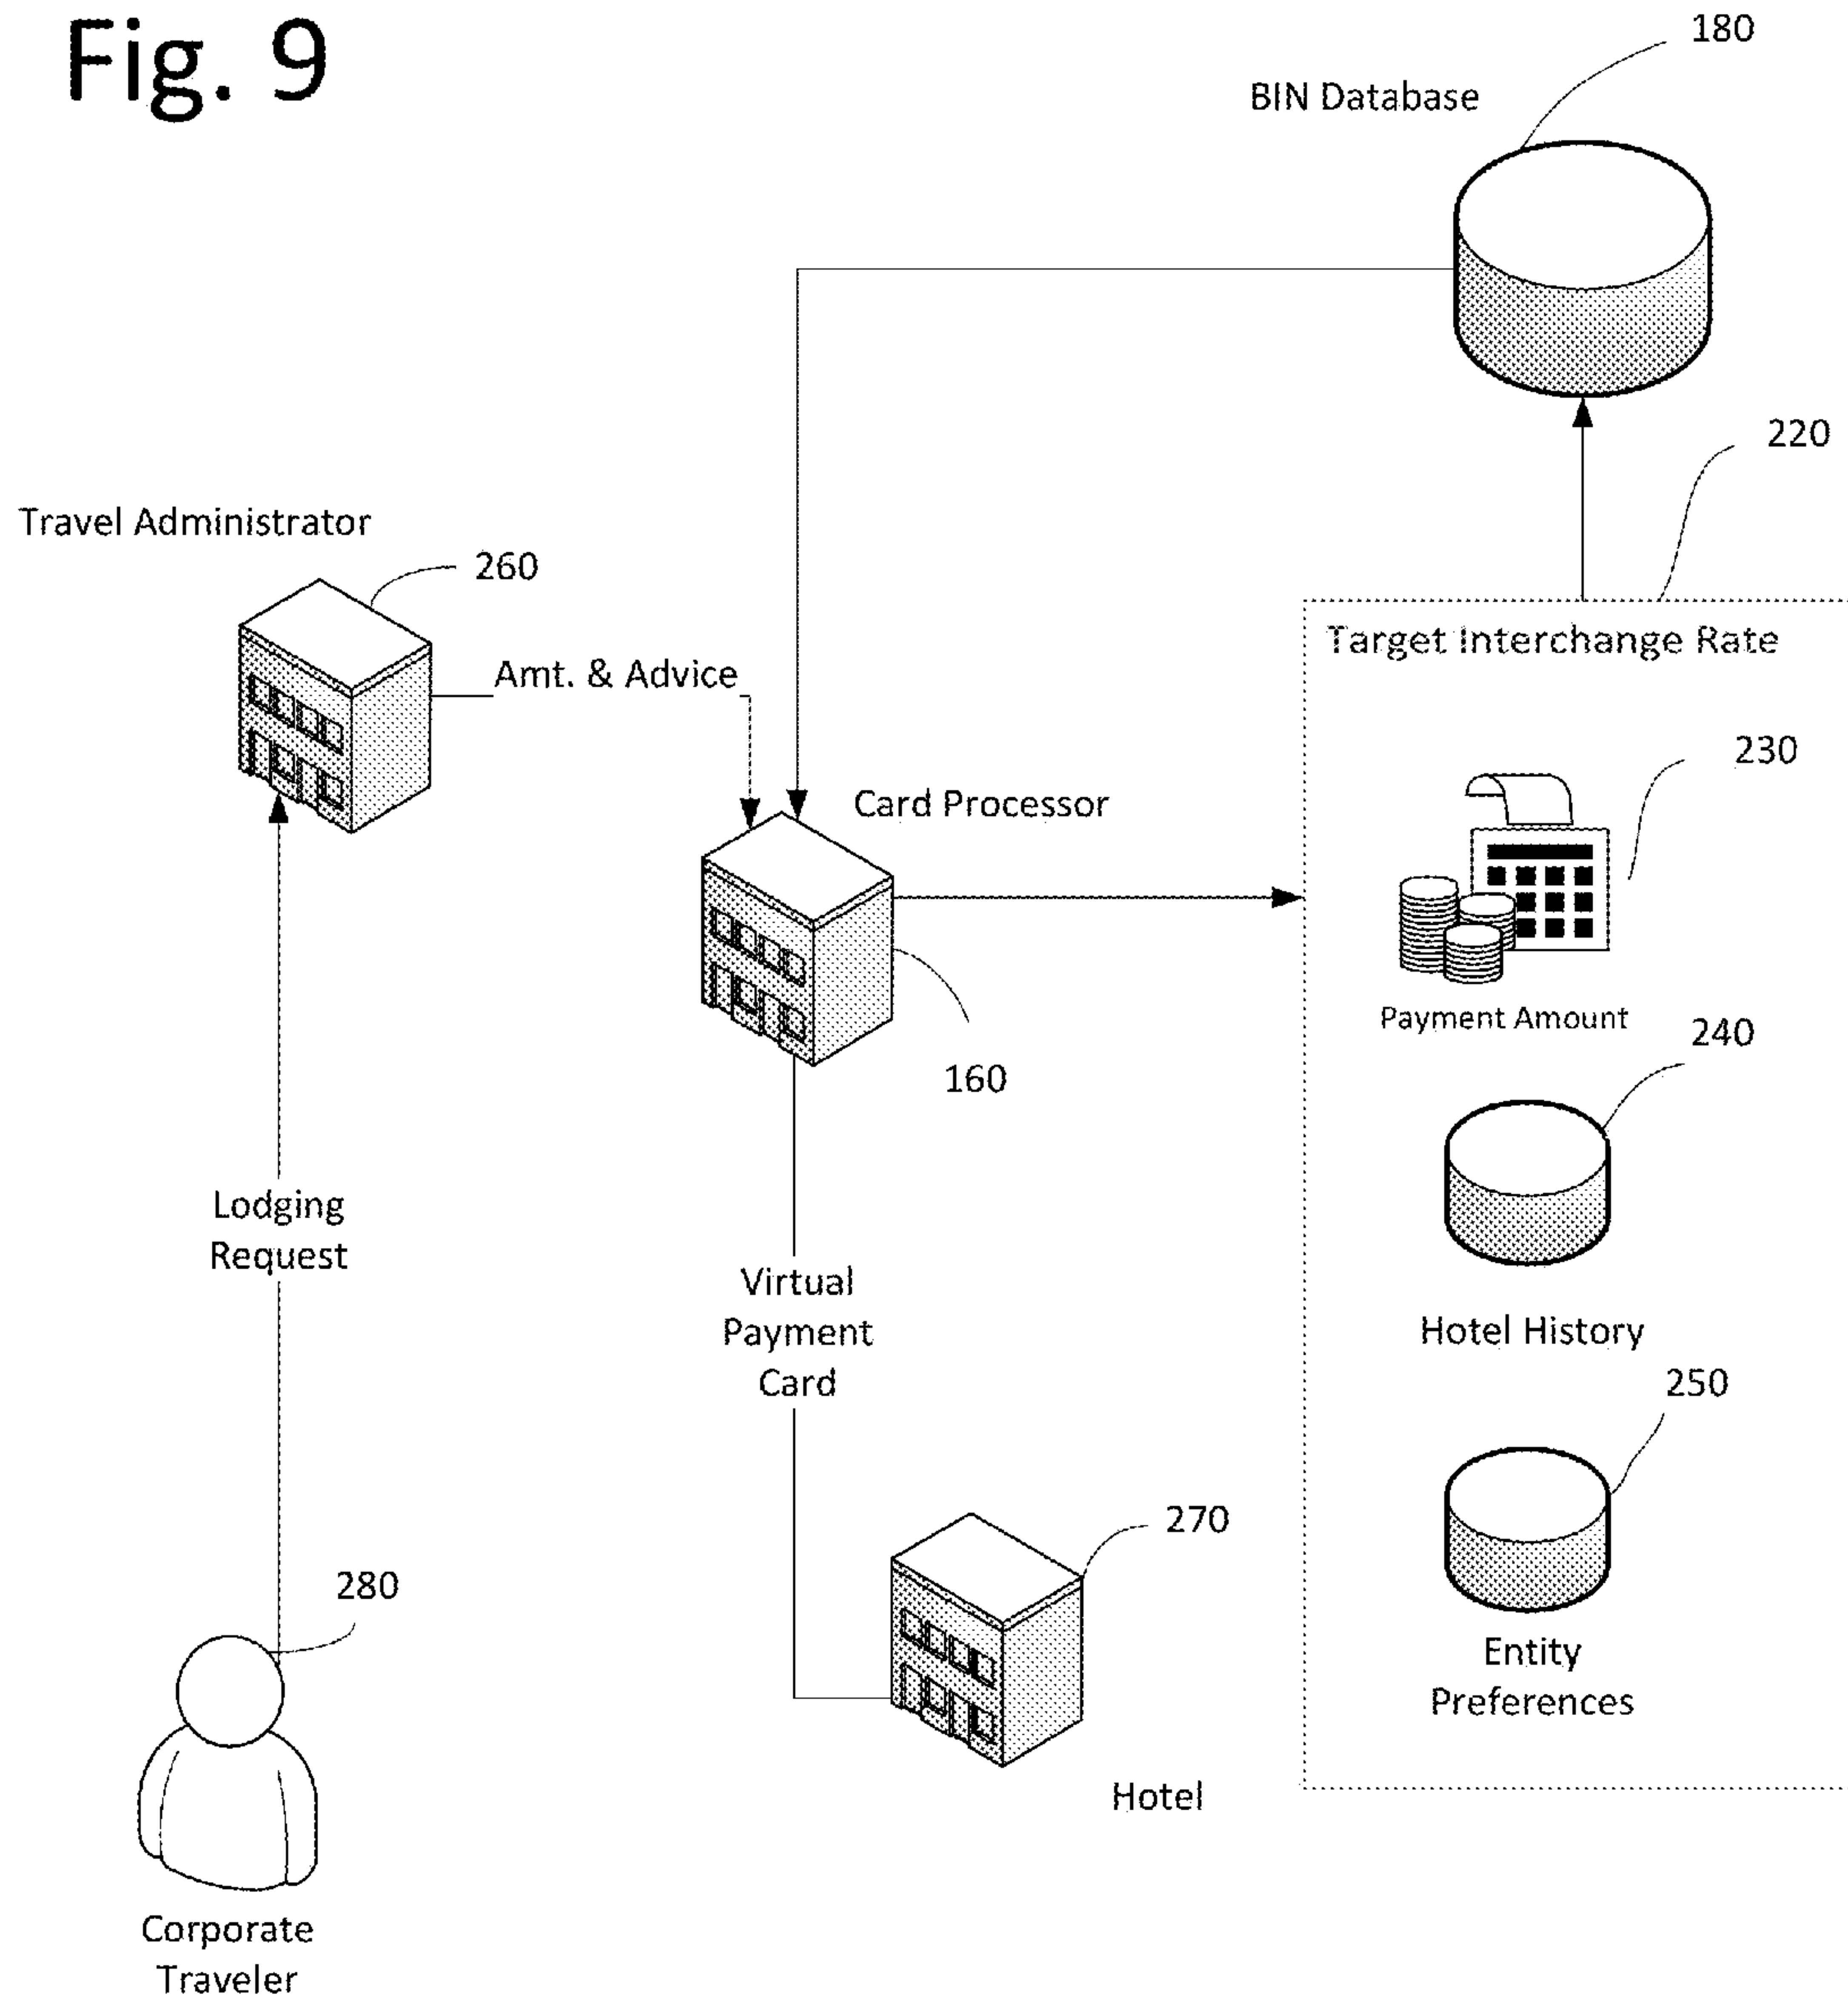 Fig. 9
180
BIN Database
220
Travel Administrator
260
Target Interchange Rate
Amt. & Advice
230
Card Processor
Payment Amount
240
160
Lodging
Request
Virtual
Payment
Card
Hotel History
250
270
280
Entity
Preferences
Hotel
Corporate
Traveler